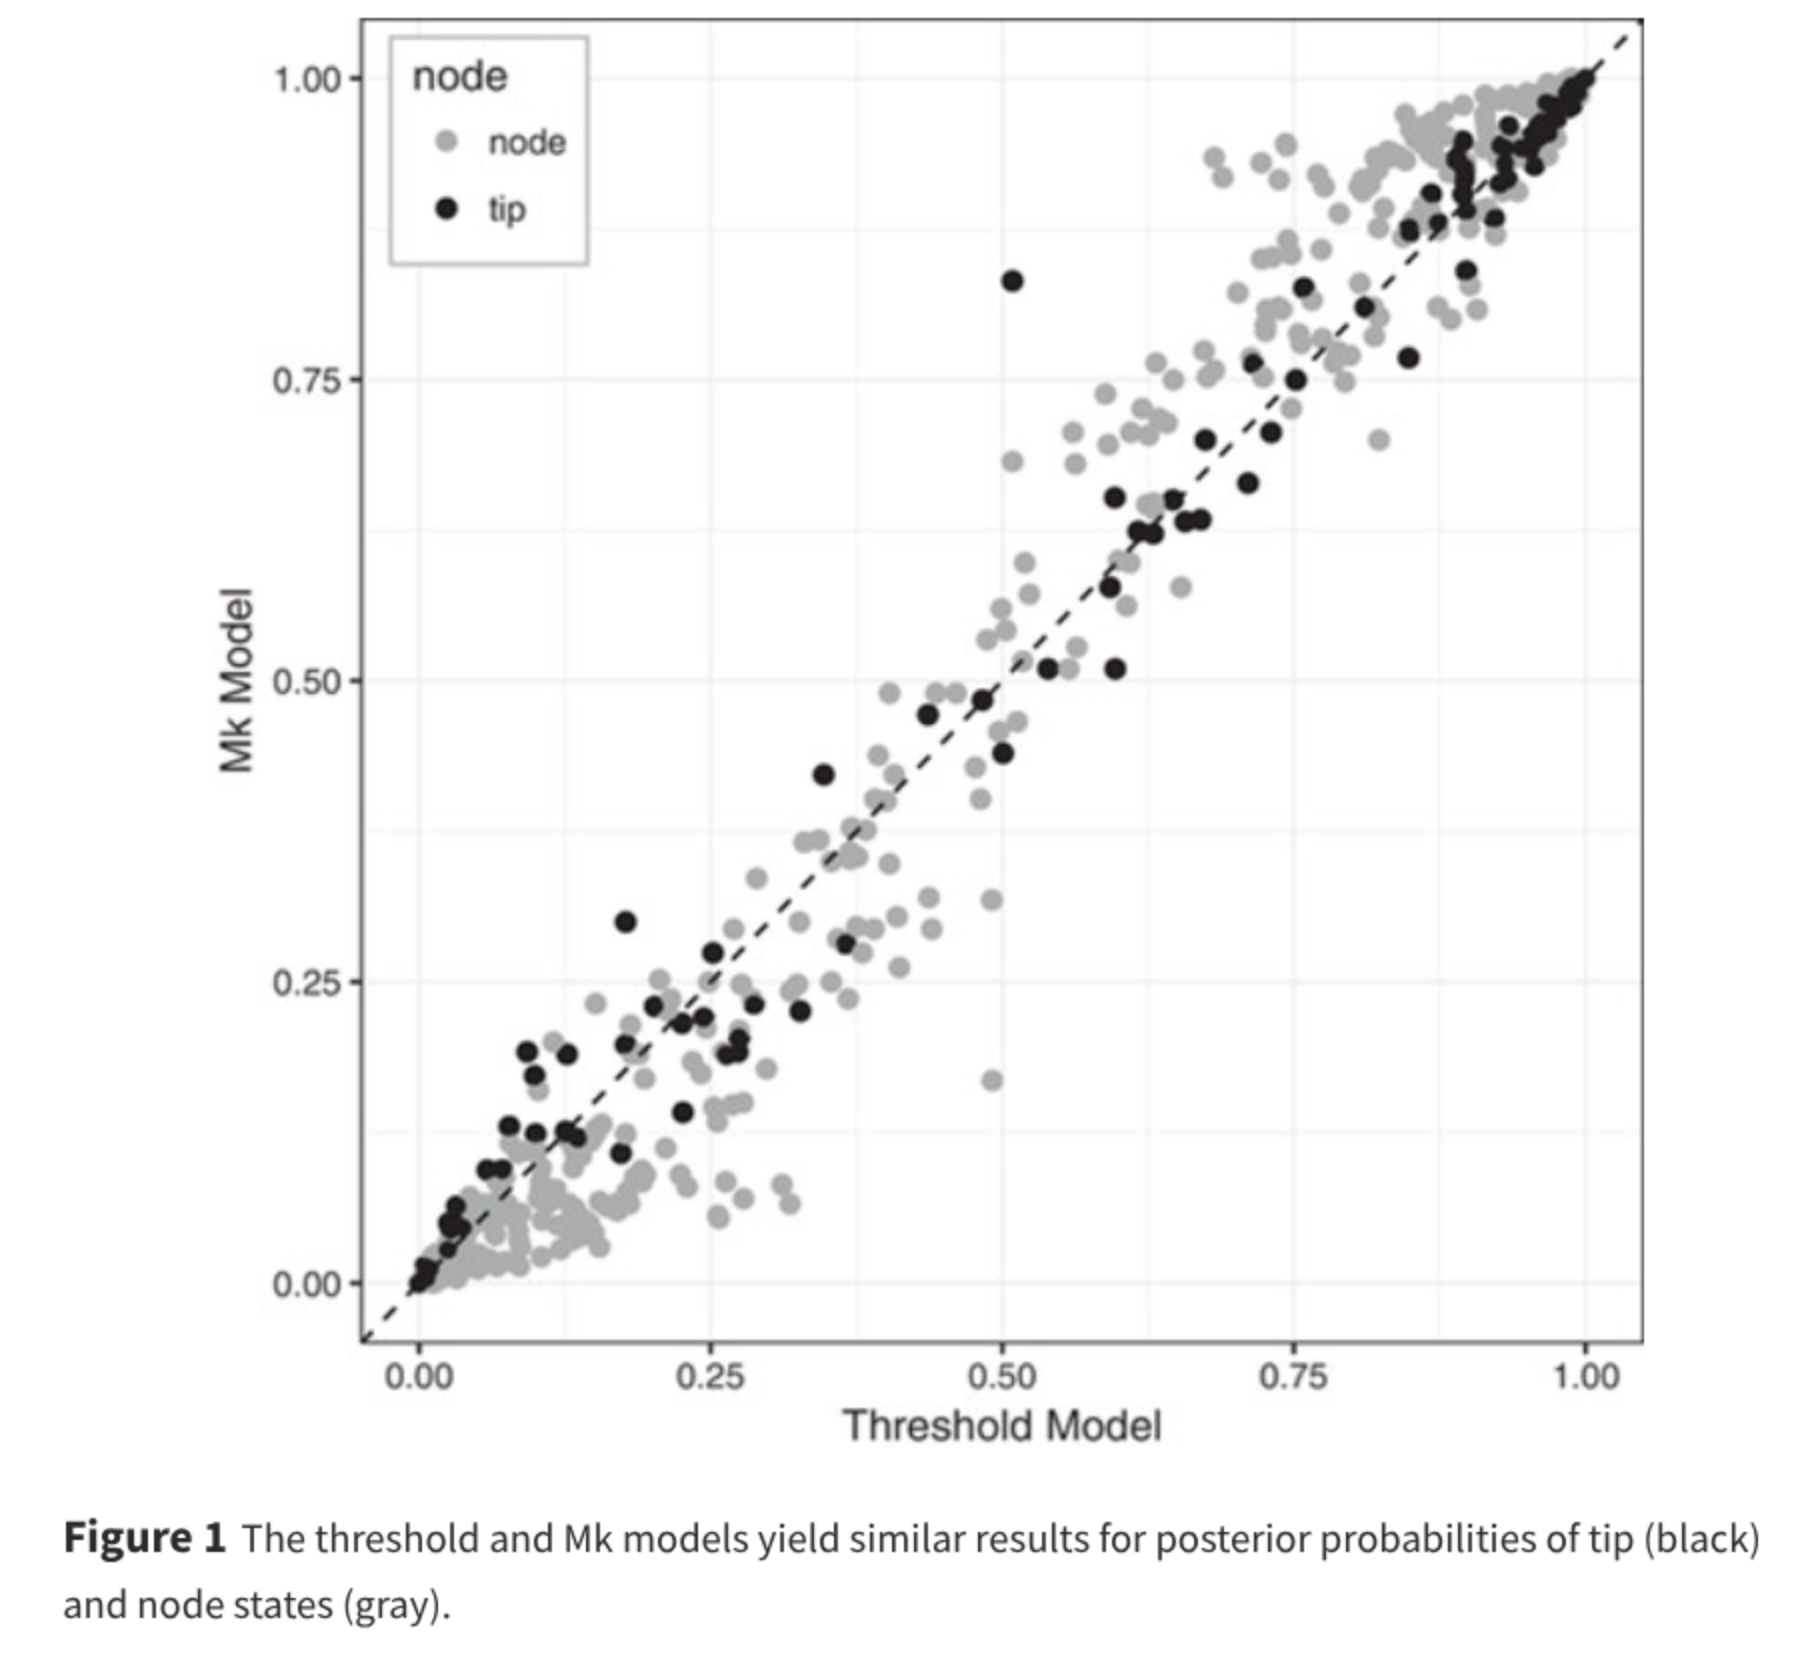 node
node
tip
1.00
0.75
0.50
0.25
0.00
Mk Model
0.00 0.25 0.50 0.75 1.00
Threshold Model
Figure 1 The threshold and Mk models yield similar results for posterior probabilities of tip (black)
and node states (gray).